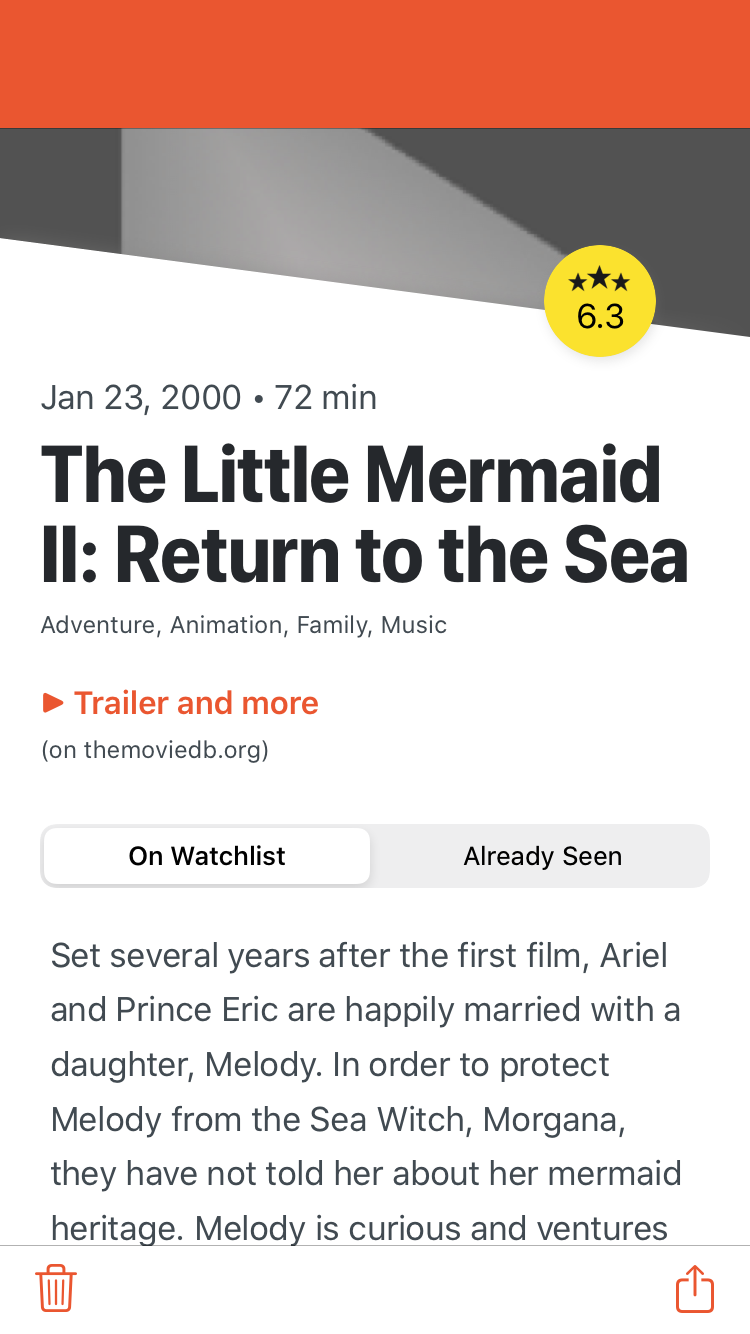 6.3
Jan 23, 2000 • 72 min
The Little Mermaid
II: Return to the Sea
Adventure, Animation, Family, Music
Trailer and more
(on themoviedb.org)
On Watchlist
Already Seen
Set several years after the first film, Ariel
and Prince Eric are happily married with a
daughter, Melody. In order to protect
Melody from the Sea Witch, Morgana,
they have not told her about her mermaid
heritage. Melody is curious and ventures